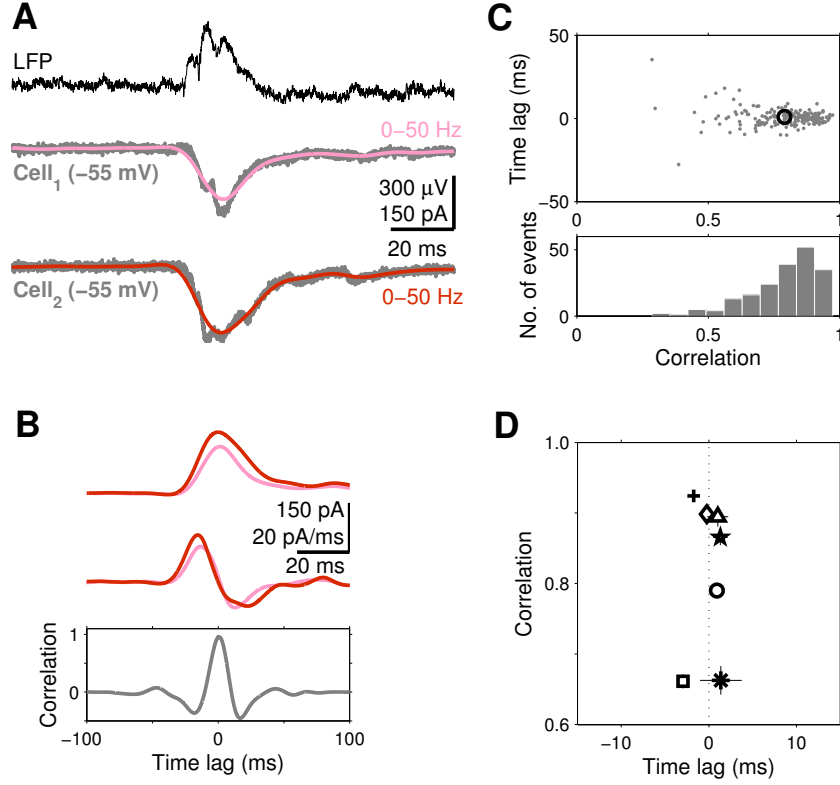 A
LFP
0–50 Hz
Cell1 (−55 mV)
300 μV
150 pA
20 ms
Cell2 (−55 mV)
0–50 Hz
B
150 pA
20 pA/ms
20 ms
Correlation
1
0
−100
0
100
Time lag (ms)
C
Time lag (ms)
50
0
−50
0
0.5
1
No. of events
50
0
0
0.5
1
Correlation
D
Correlation
1.0
0.8
0.6
−10
0
10
Time lag (ms)